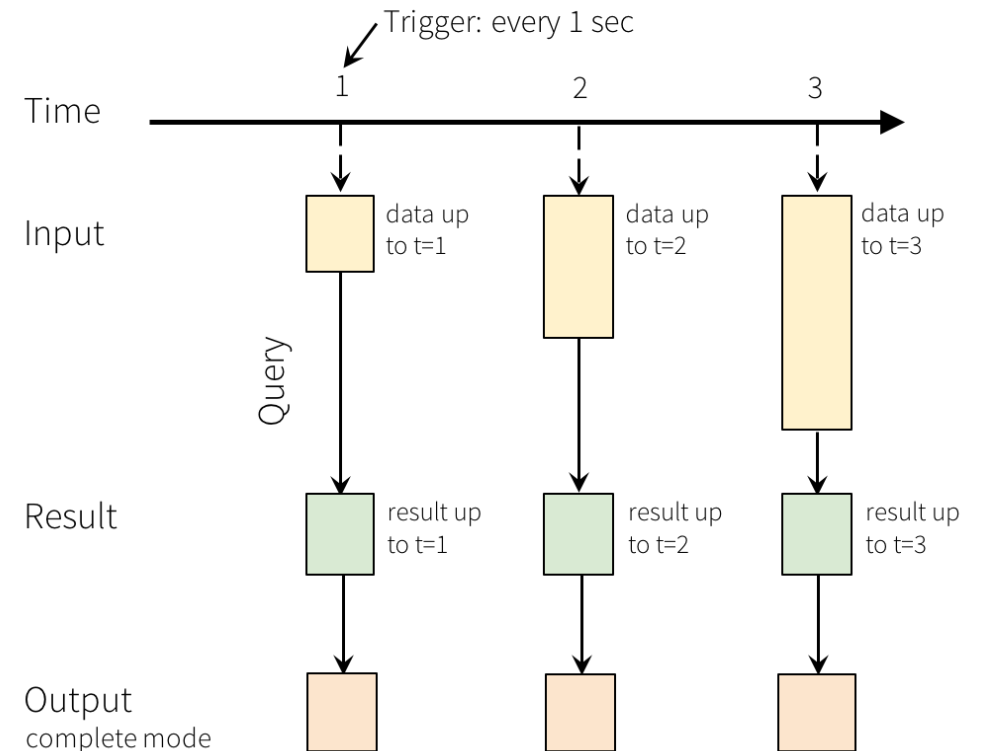 Trigger: every 1 sec
1
2
3
Time
Input
data up
to t=1
data up
to t=2
data up
to t=3
Query
Result
result up
to t=1
result up
to t=2
result up
to t=3
Output
complete mode